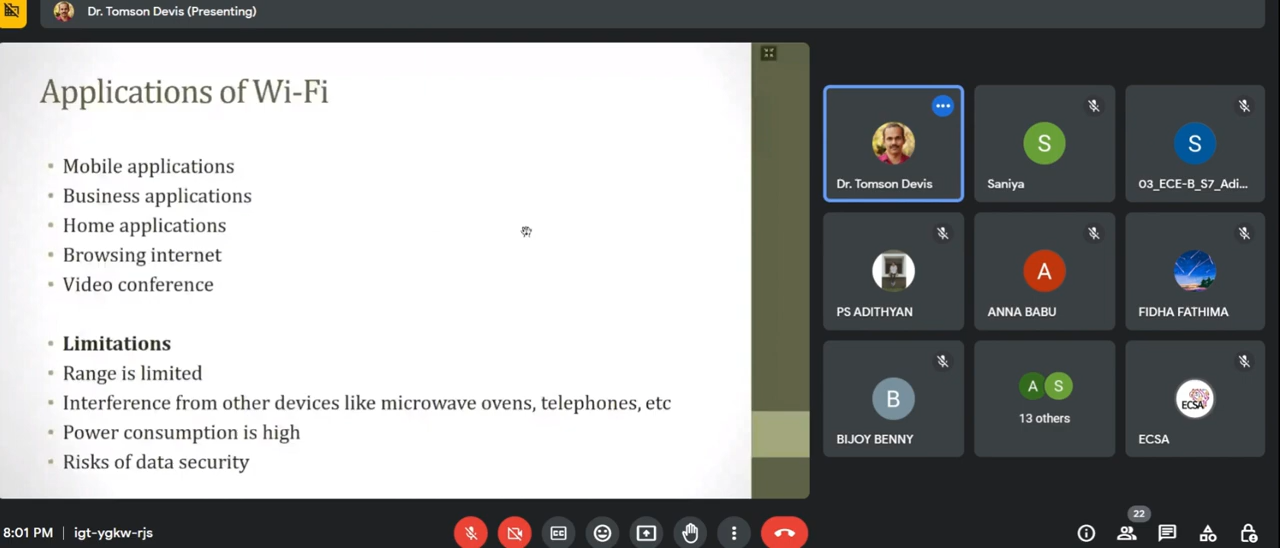 Dr. Tomson Devis (Presenting)
Applications of Wi-Fi
Mobile applications
Business applications
Home applications
Browsing internet
Video conference
Limitations
Range is limited
Interference from other devices like microwave ovens, telephones, etc
Power consumption is high
Risks of data security
Dr. Tomson Devis
S
Saniya
S
03_ECE-B_S7_Adi...
PS ADITHYAN
A
ANNA BABU
FIDHA FATHIMA
B
BIJOY BENNY
A S
13 others
ECSA
ECSA
8:01 PM | igt-ygkw-rjs
CC
22